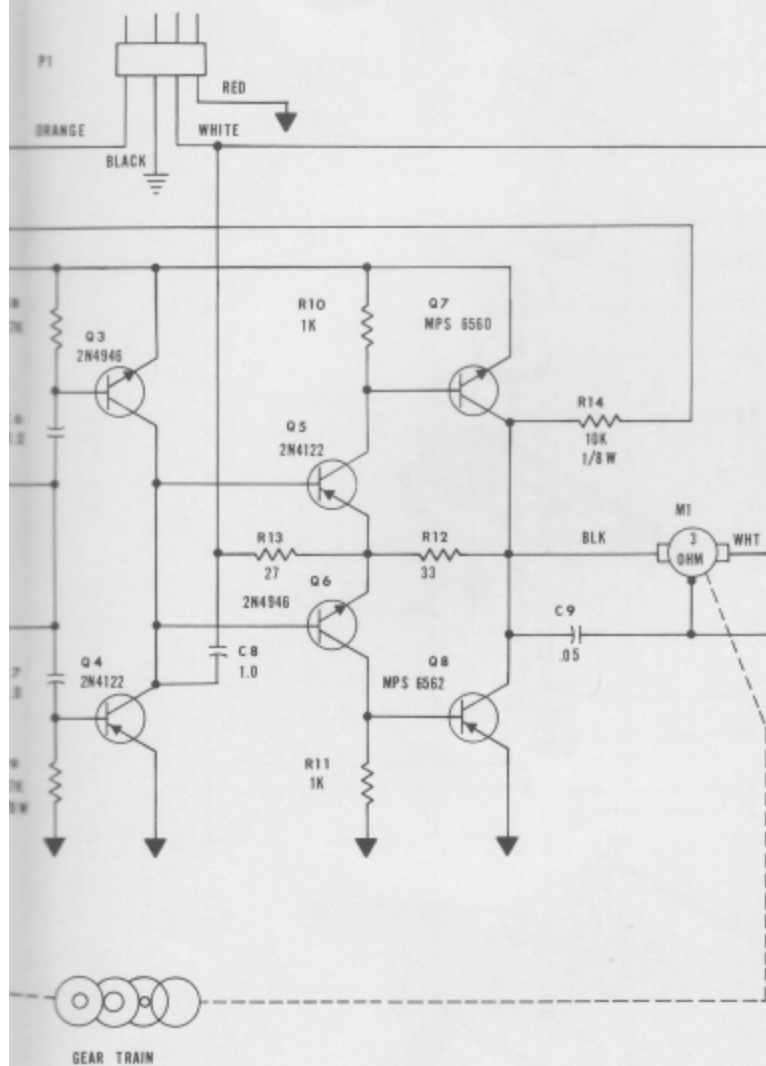 P1
RED
ORANGE
WHITE
BLACK
R10
1K
Q7
MPS 6560
Q3
2N4946
R14
10K
1/8 W
Q5
2N4122
M1
3
OHM
BLK
WHT
R13
27
R12
33
Q6
2N4946
C9
.05
C8
1.0
Q4
2N4122
Q8
MPS 6562
R11
1K
GEAR TRAIN